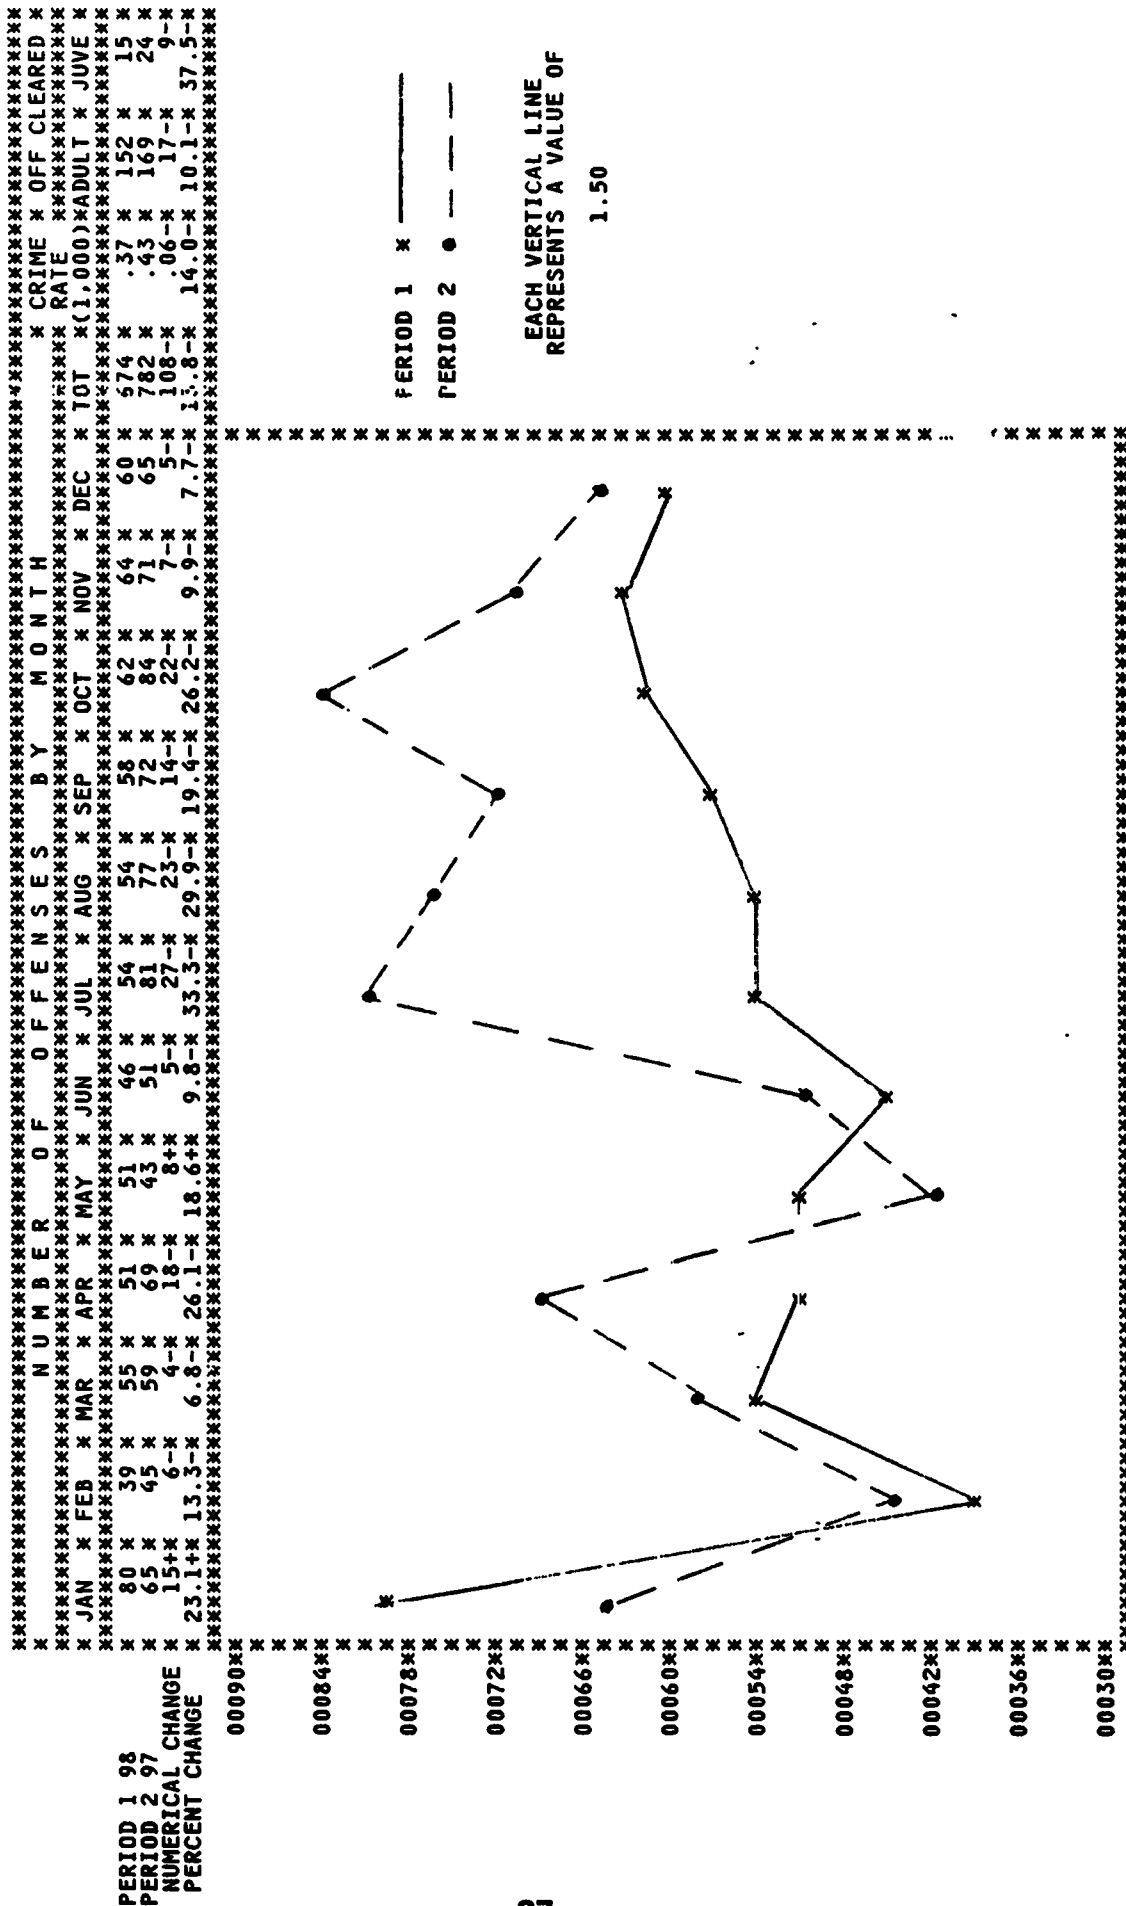 * N U M B E R   O F   O F F E N S E S   B Y   M O N T H * CRIME * OFF CLEARED *
RATE
* JAN * FEB * MAR * APR * MAY * JUN * JUL * AUG * SEP * OCT * NOV * DEC * TOT *(1,000)*ADULT * JUVE *
PERIOD 1 98 * 80 * 39 * 55 * 51 * 51 * 46 * 54 * 54 * 58 * 62 * 64 * 60 * 674 * .37 * 152 * 15 *
PERIOD 2 97 * 65 * 45 * 59 * 69 * 43 * 51 * 81 * 77 * 72 * 84 * 71 * 65 * 782 * .43 * 169 * 24 *
NUMERICAL CHANGE * 15+* 6-* 4-* 18-* 8+* 5-* 27-* 23-* 14-* 22-* 7-* 5-* 108-* .06-* 17-* 9-*
PERCENT CHANGE * 23.1+* 13.3-* 6.8-* 26.1-* 18.6+* 9.8-* 33.3-* 29.9-* 19.4-* 26.2-* 9.9-* 7.7-* 13.8-* 14.0-* 10.1-* 37.5-*
00090**
00084**
00078**
00072**
00066**
00060**
00054**
00048**
00042**
00036**
00030**
PERIOD 1 *
PERIOD 2
EACH VERTICAL LINE
REPRESENTS A VALUE OF
1.50